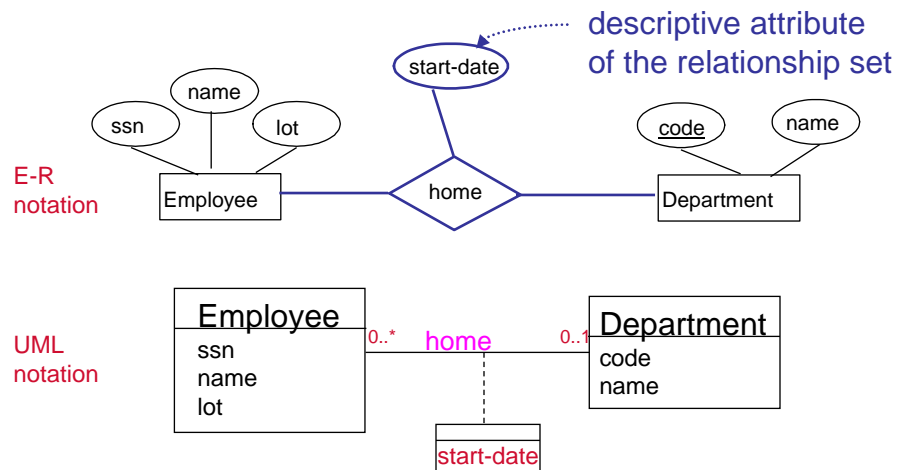 descriptive attribute
of the relationship set
start-date
name
ssn
lot
code
name
E-R
notation
Employee
home
Department
UML
notation
Employee
ssn
name
lot
0..*
home
0..1
Department
code
name
start-date